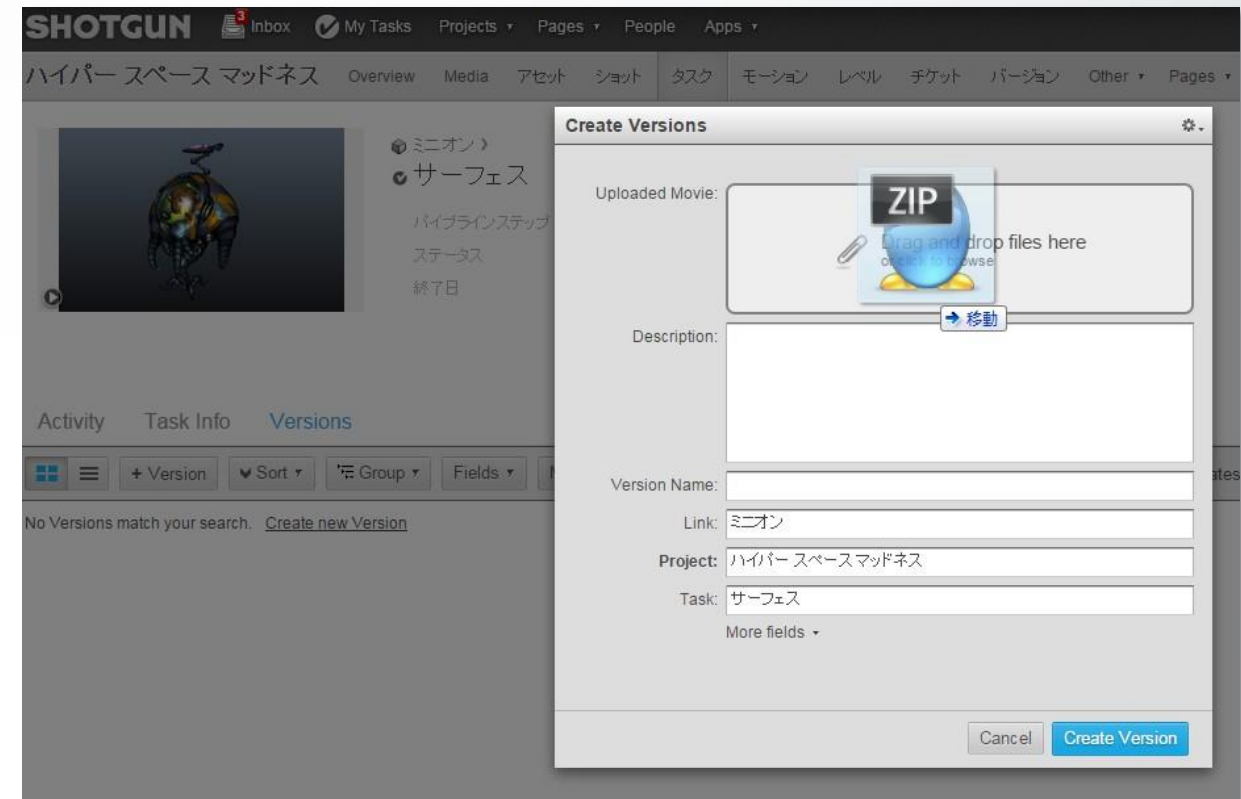 SHOTGUN 3 Inbox My Tasks Projects Pages People Apps
ハイパー スペース マッドネス Overview Media アセット ショット タスク モーション レベル チケット バージョン Other Pages
Create Versions
ミニオン
サーフェス
パイプラインステップ
ステータス
終了日
Uploaded Movie:
ZIP
Drag and drop files here
or click to browse
移動
Description:
Activity Task Info Versions
+ Version Sort Group Fields
No Versions match your search. Create new Version
Version Name:
Link: ミニオン
Project: ハイパー スペース マッドネス
Task: サーフェス
More fields
Cancel Create Version